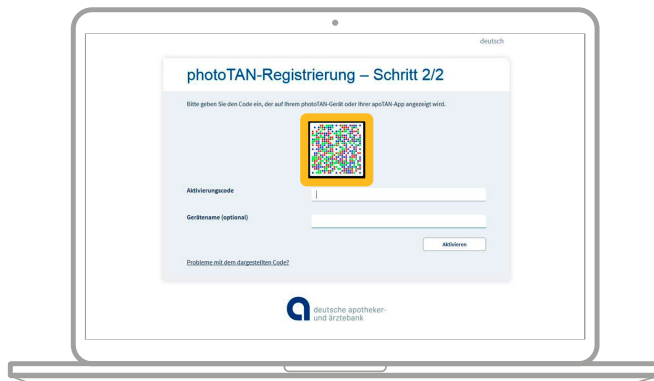 deutsch
photoTAN-Registrierung – Schritt 2/2
Bitte geben Sie den Code ein, der auf Ihrem photoTAN-Gerät oder Ihrer apoTAN-App angezeigt wird.
Aktivierungscode
Gerätename (optional)
Aktivieren
Probleme mit dem dargestellten Code?
deutsche apotheker-
und ärztebank